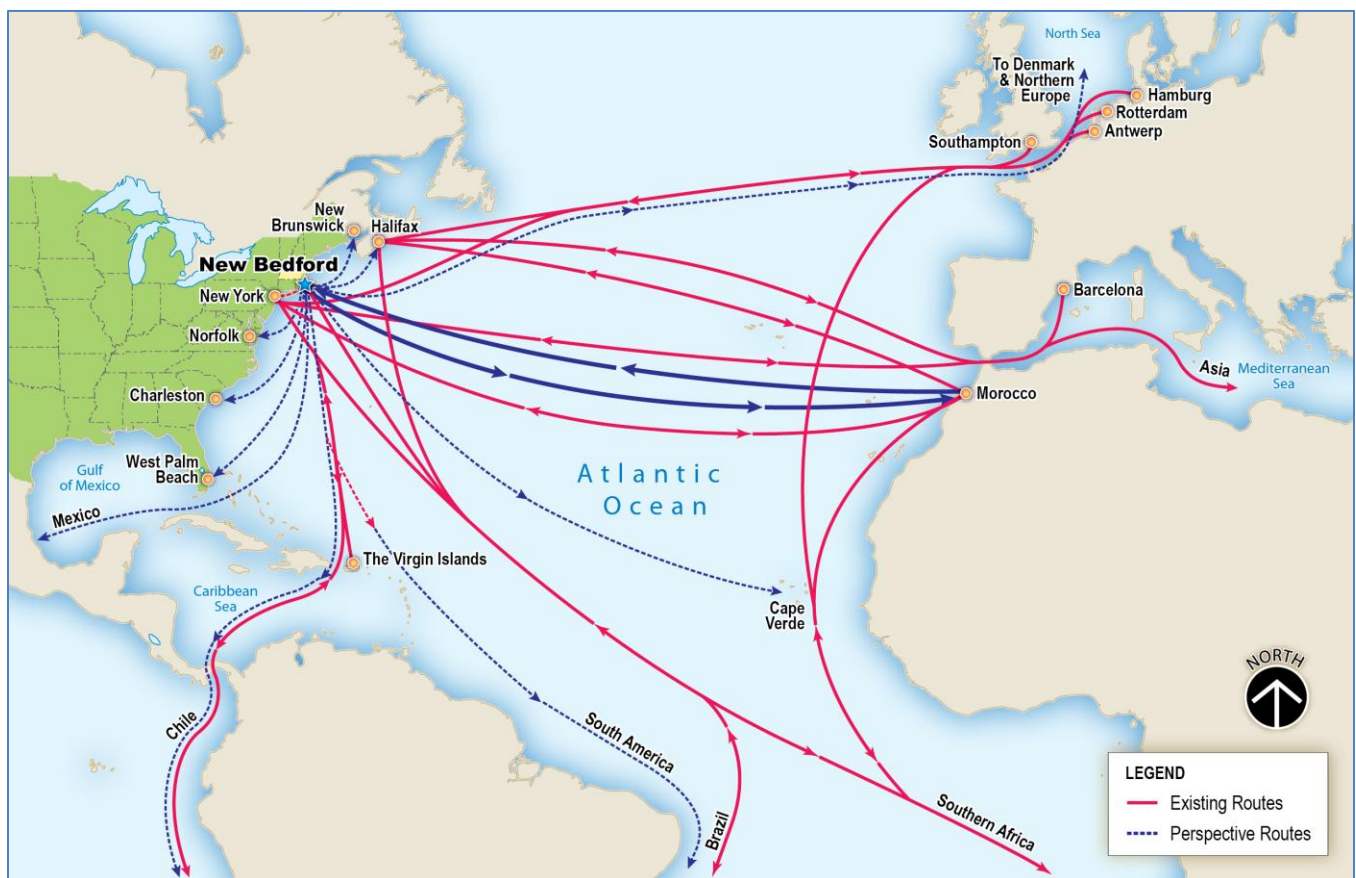 North Sea
To Denmark
& Northern
Europe
Hamburg
Rotterdam
Antwerp
Southampton
New
Brunswick
Halifax
New Bedford
New York
Barcelona
Norfolk
Asia
Mediterranean
Sea
Charleston
Morocco
West Palm
Beach
Gulf
of Mexico
Atlantic
Ocean
Mexico
The Virgin Islands
Caribbean
Sea
Cape
Verde
NORTH
Chile
South America
Brazil
Southern Africa
LEGEND
Existing Routes
Perspective Routes